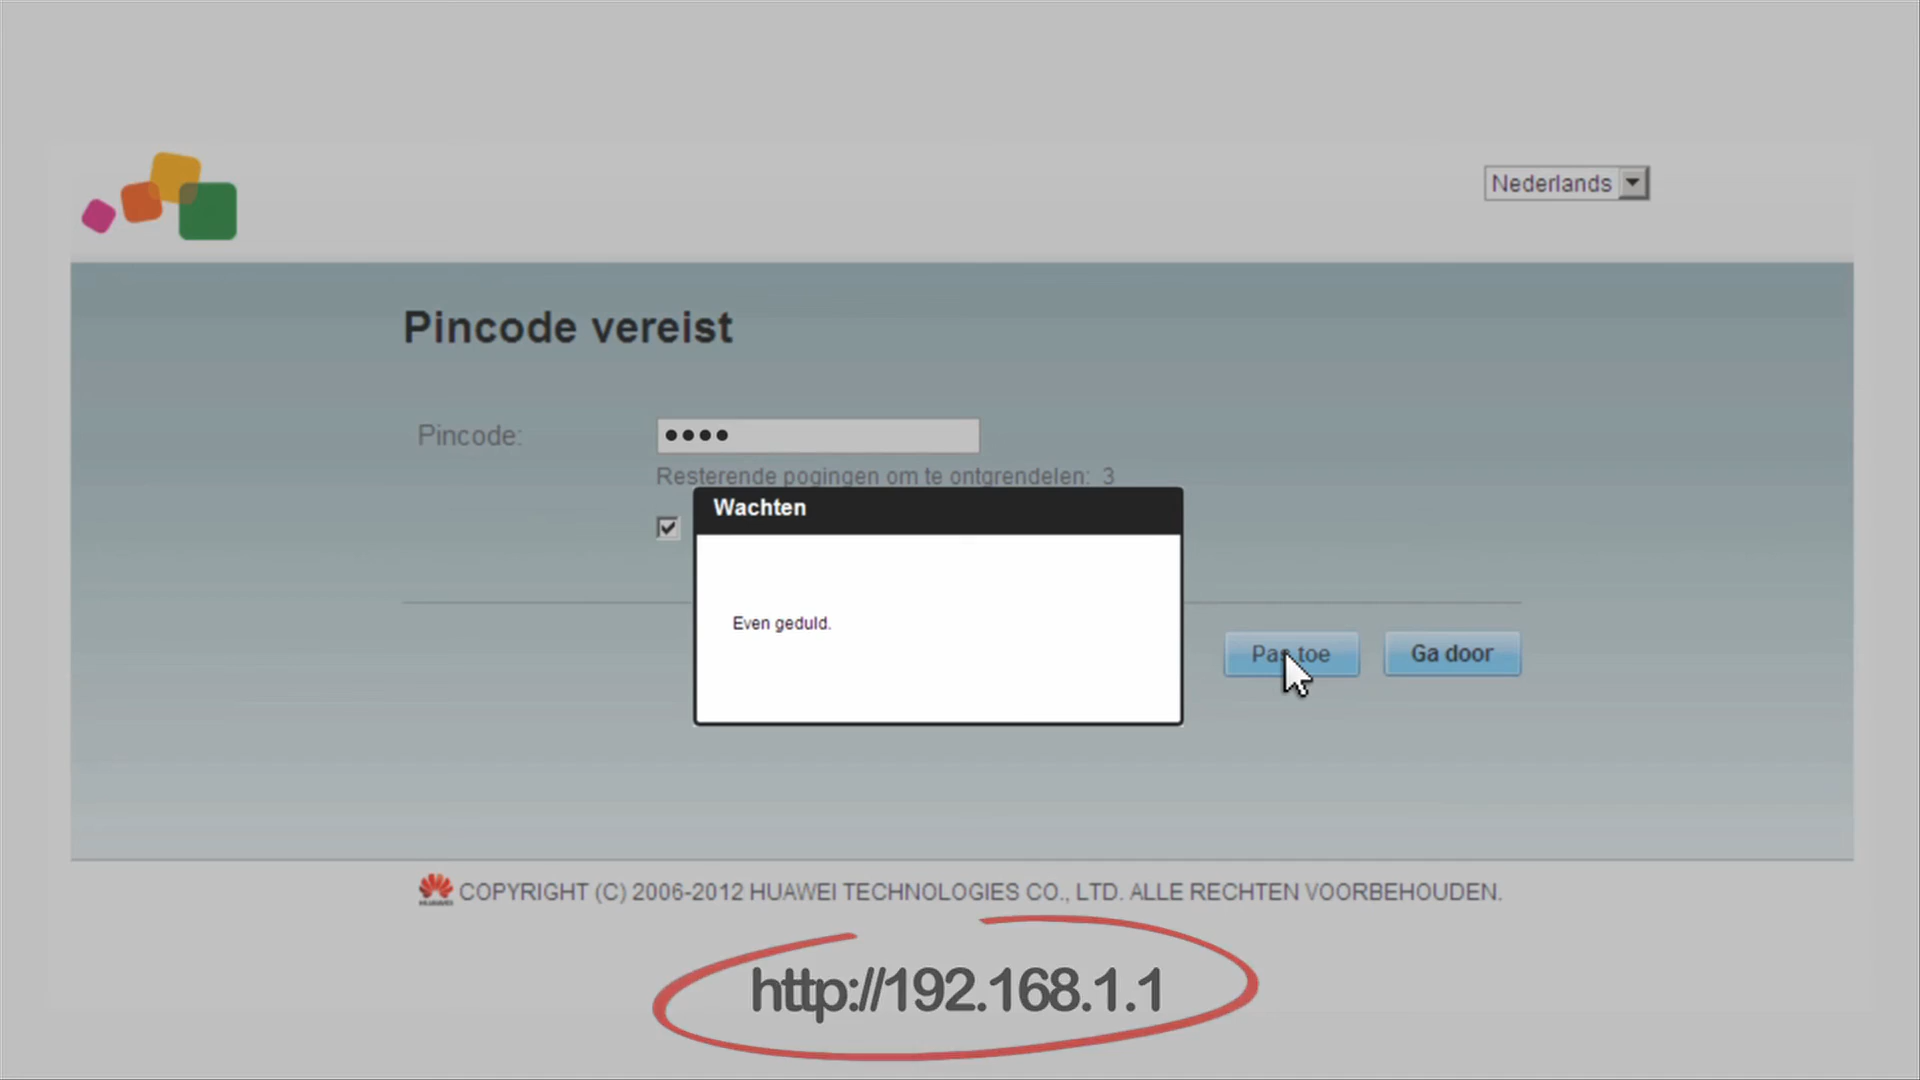 Nederlands
Pincode vereist
Pincode:
Resterende pogingen om te ontgrendelen: 3
Wachten
Even geduld.
Pas toe
Ga door
HUAWEI
COPYRIGHT (C) 2006-2012 HUAWEI TECHNOLOGIES CO., LTD. ALLE RECHTEN VOORBEHOUDEN.
http://192.168.1.1